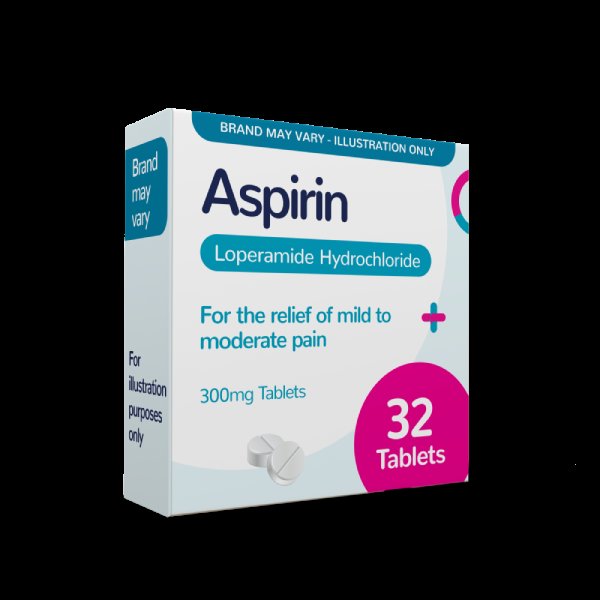 BRAND MAY VARY - ILLUSTRATION ONLY
Aspirin
Loperamide Hydrochloride
For the relief of mild to
moderate pain
300mg Tablets
32
Tablets
Brand
may
vary
For
illustration
purposes
only